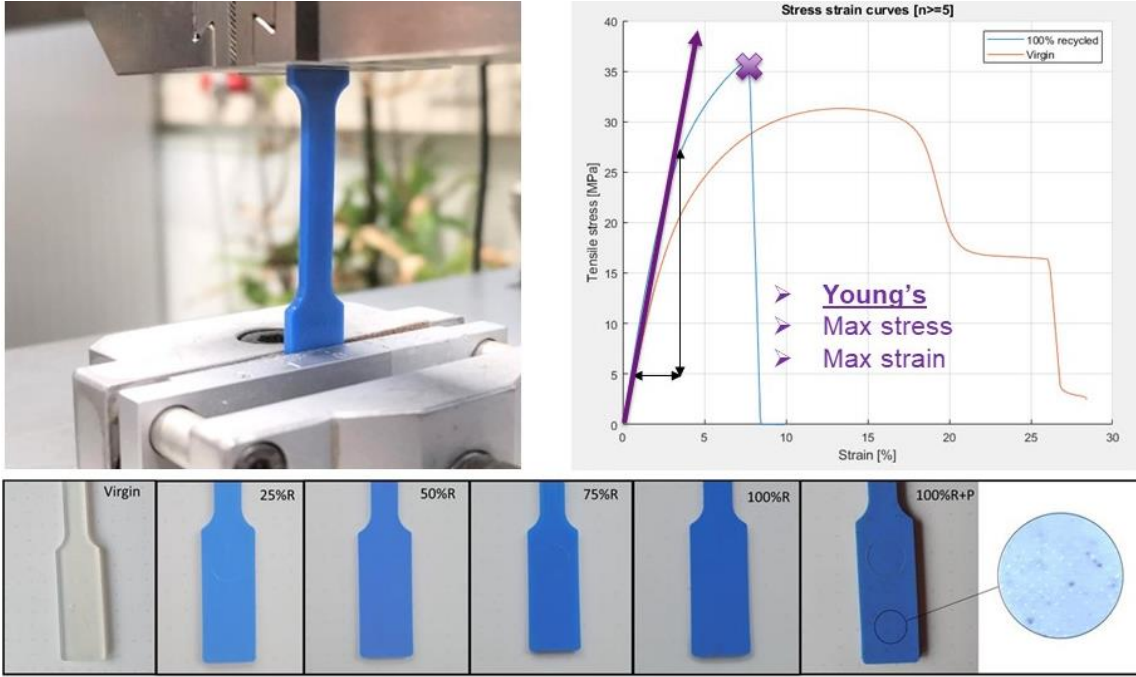 Stress strain curves [n>=5]
100% recycled
Virgin
Tensile stress [MPa]
40
35
30
25
20
15
10
5
0
0 5 10 15 20 25 30
Strain [%]
➢ Young's
➢ Max stress
➢ Max strain
Virgin
25%R
50%R
75%R
100%R
100%R+P